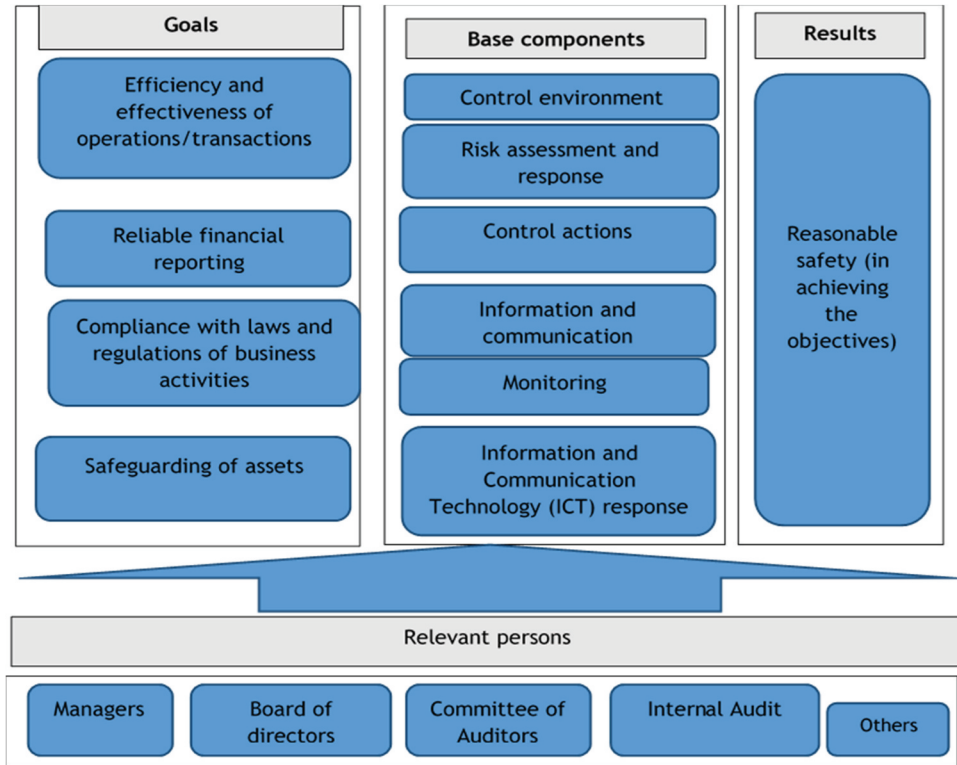 Goals
Efficiency and
effectiveness of
operations/transactions
Reliable financial
reporting
Compliance with laws and
regulations of business
activities
Safeguarding of assets
Base components
Control environment
Risk assessment and
response
Control actions
Information and
communication
Monitoring
Information and
Communication
Technology (ICT) response
Results
Reasonable
safety (in
achieving
the
objectives)
Relevant persons
Managers
Board of
directors
Committee of
Auditors
Internal Audit
Others